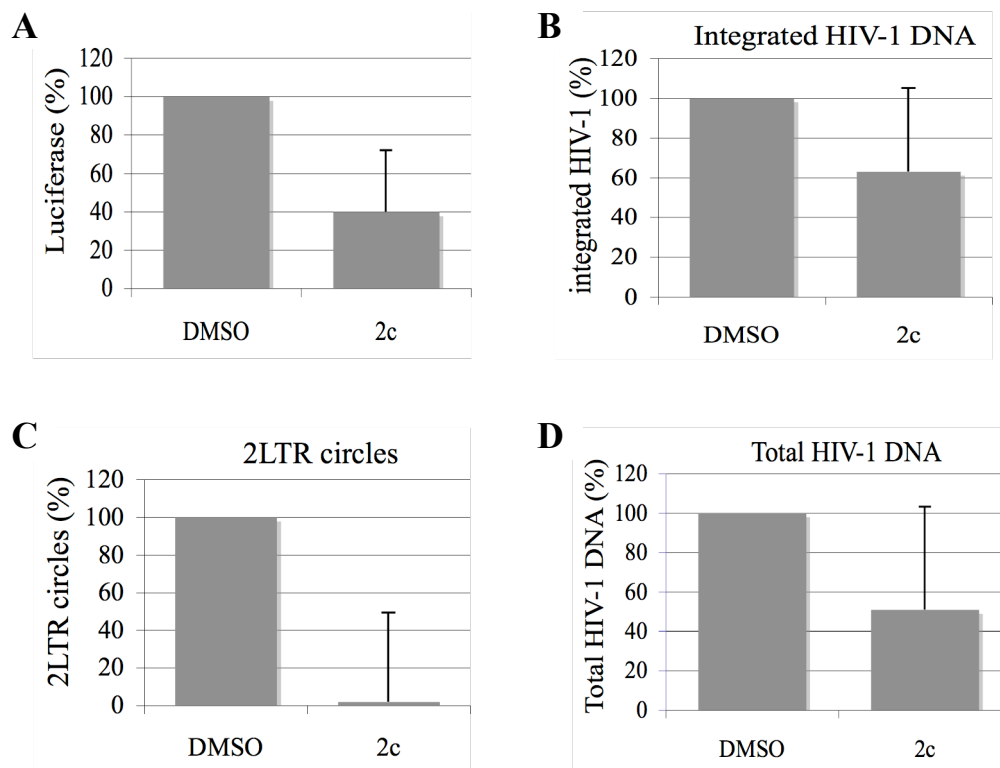 A
Luciferase (%)
120
100
80
60
40
20
0
DMSO 2c
B
Integrated HIV-1 DNA
integrated HIV-1 (%)
120
100
80
60
40
20
0
DMSO 2c
C
2LTR circles
2LTR circles (%)
120
100
80
60
40
20
0
DMSO 2c
D
Total HIV-1 DNA
Total HIV-1 DNA (%)
120
100
80
60
40
20
0
DMSO 2c